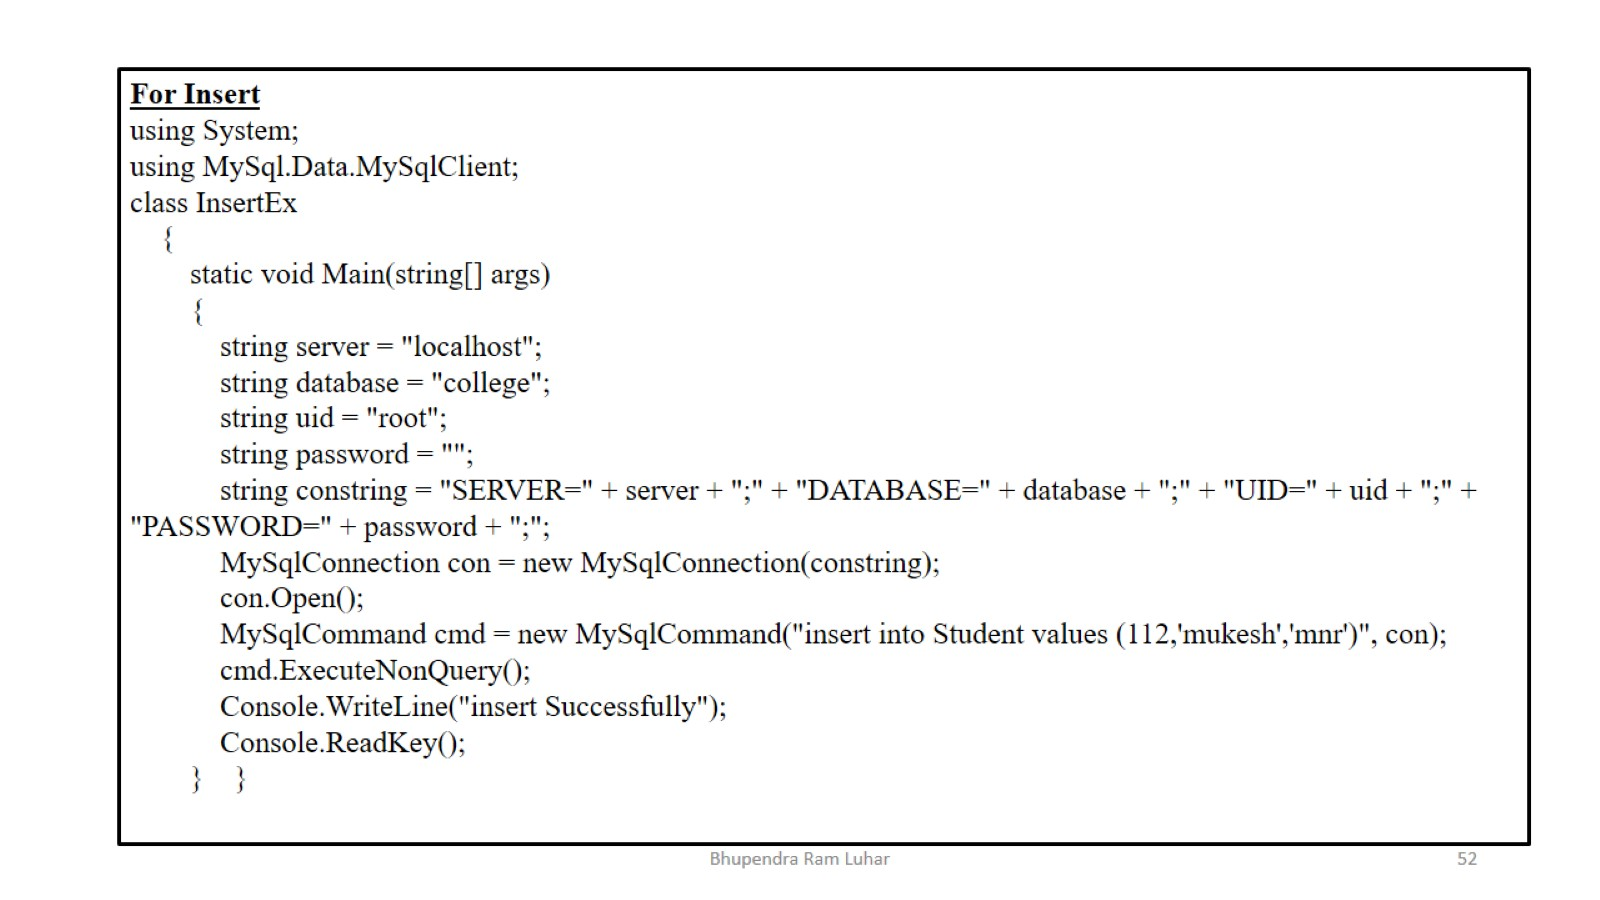 For Insert
using System;
using MySql.Data.MySqlClient;
class InsertEx
{
static void Main(string[] args)
{
string server = "localhost";
string database = "college";
string uid = "root";
string password = "";
string constring = "SERVER=" + server + ";" + "DATABASE=" + database + ";" + "UID=" + uid + ";" +
"PASSWORD=" + password + ";";
MySqlConnection con = new MySqlConnection(constring);
con.Open();
MySqlCommand cmd = new MySqlCommand("insert into Student values (112,'mukesh','mnr')", con);
cmd.ExecuteNonQuery();
Console.WriteLine("insert Successfully");
Console.ReadKey();
} }
Bhupendra Ram Luhar 52